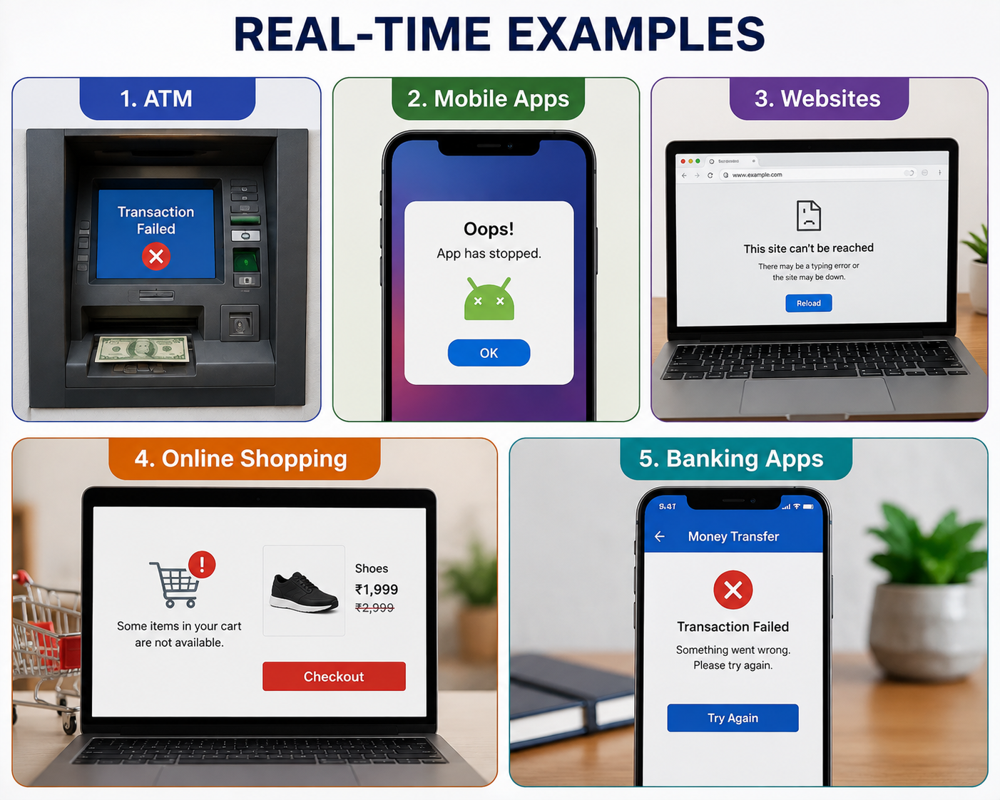 REAL-TIME EXAMPLES
1. ATM
Transaction
Failed
2. Mobile Apps
Oops!
App has stopped.
OK
3. Websites
www.example.com
This site can't be reached
There may be a typing error or
the site may be down.
Reload
4. Online Shopping
Some items in your cart
are not available.
Shoes
₹1,999
₹2,999
Checkout
5. Banking Apps
9:41
Money Transfer
Transaction Failed
Something went wrong.
Please try again.
Try Again